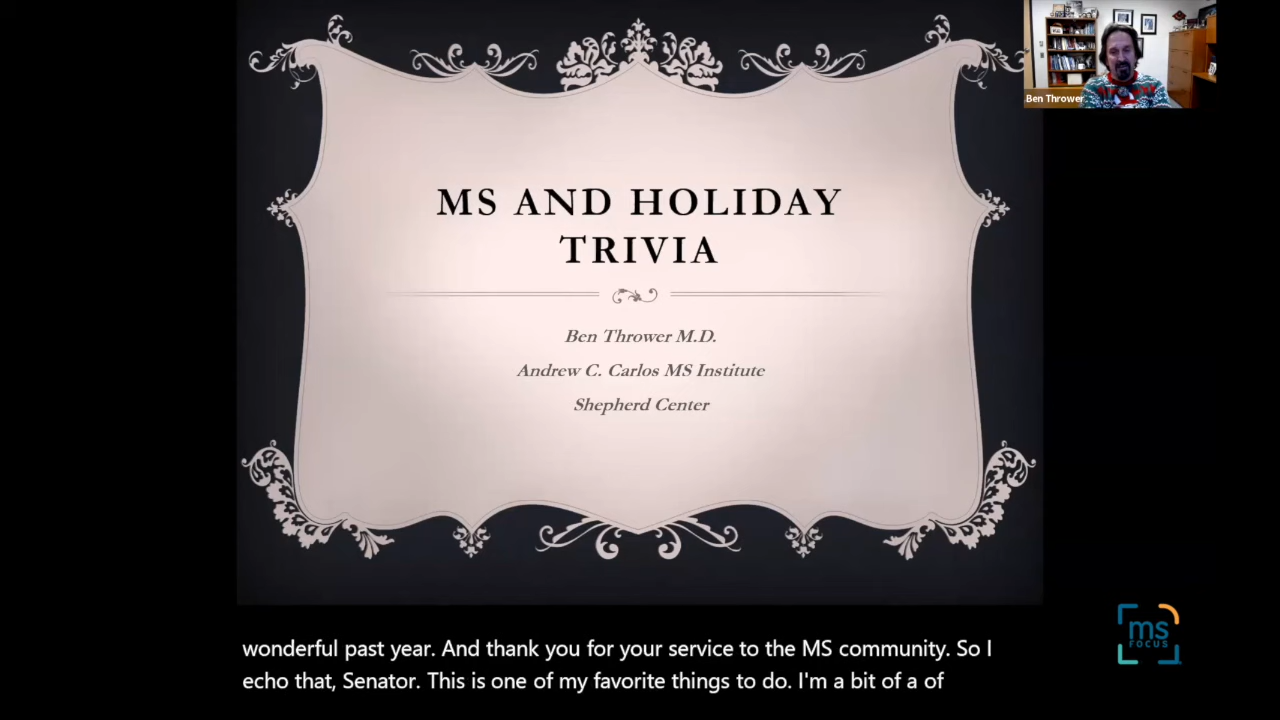 Ben Thrower
MS AND HOLIDAY
TRIVIA
Ben Thrower M.D.
Andrew C. Carlos MS Institute
Shepherd Center
wonderful past year. And thank you for your service to the MS community. So I
echo that, Senator. This is one of my favorite things to do. I'm a bit of a of
ms
FOCUS